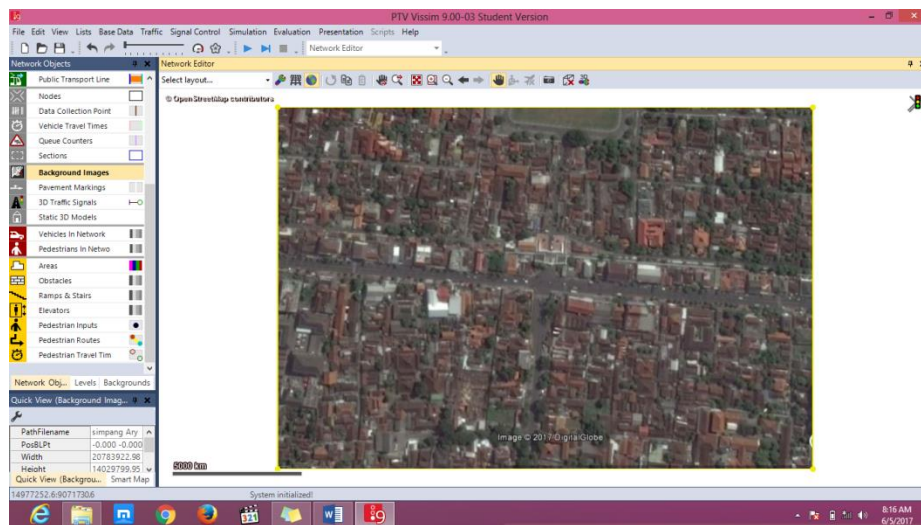 PTV Vissim 9.00-03 Student Version
File Edit View Lists Base Data Traffic Signal Control Simulation Evaluation Presentation Scripts Help
Network Editor
Network Objects
Network Editor
Public Transport Line
Select layout...
Nodes
© OpenStreetMap contributors
Data Collection Point
Vehicle Travel Times
Queue Counters
Sections
Background Images
Pavement Markings
3D Traffic Signals
Static 3D Models
Vehicles In Network
Pedestrians In Netwo
Areas
Obstacles
Ramps & Stairs
Elevators
Pedestrian Inputs
Pedestrian Routes
Pedestrian Travel Tim
Network Obj... Levels Backgrounds
Quick View (Background Imag...
PathFilename simpang Ary
PosBLPt -0.000 -0.000
Width 20783922.98
Height 14029799.95
Quick View (Backgrou... Smart Map
Image © 2017 DigitalGlobe
5000 km
14977252.6:9071730.6 System initialized!
321
9
8:16 AM
6/5/2017